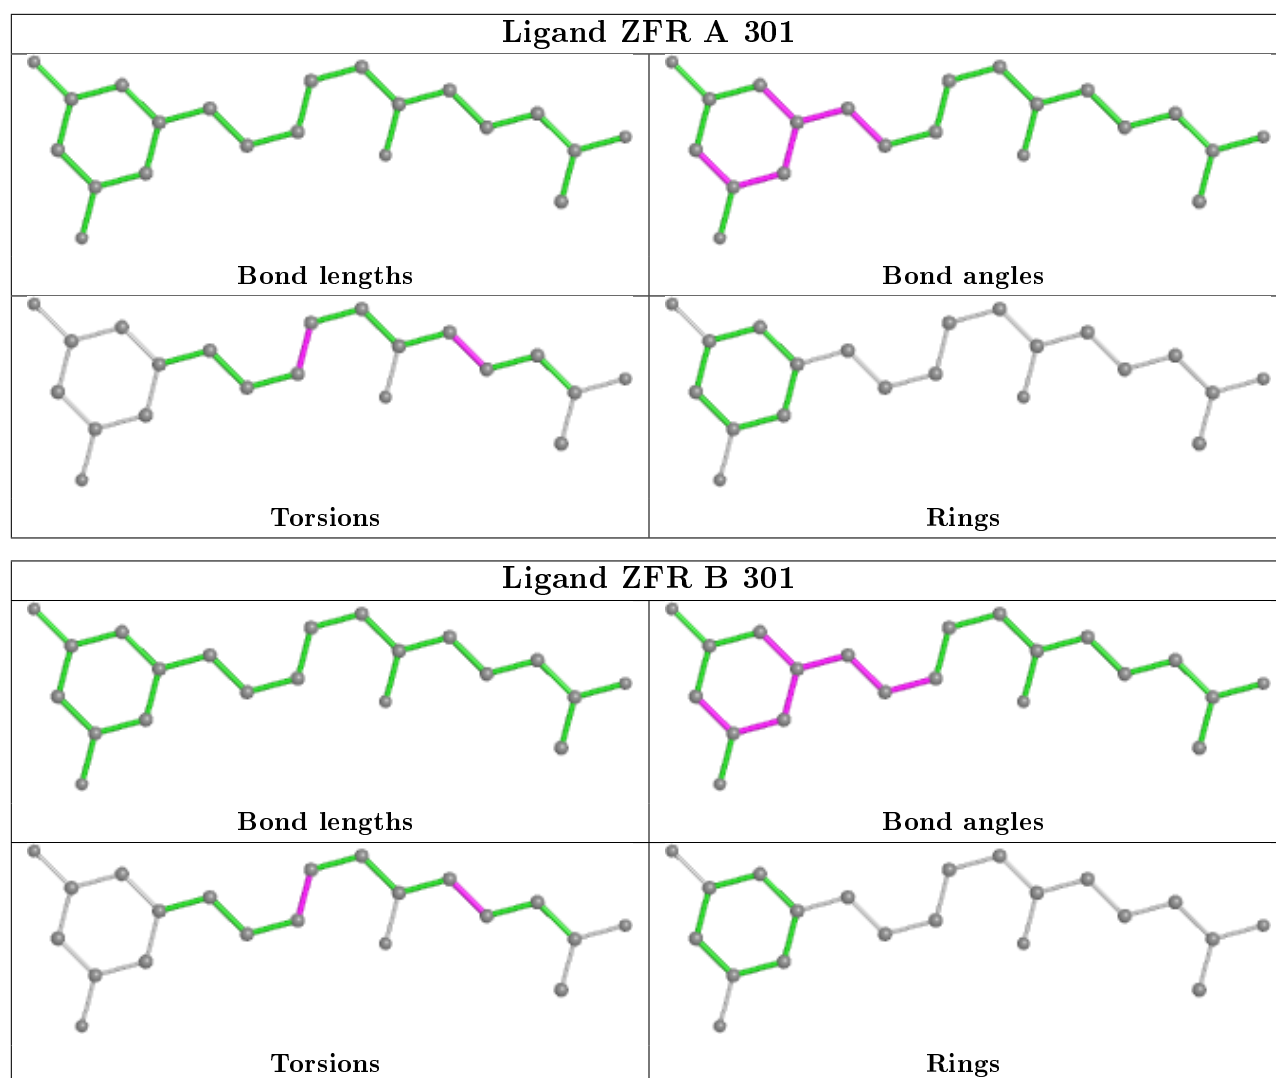 Ligand ZFR A 301
Bond lengths
Bond angles
Torsions
Rings
Ligand ZFR B 301
Bond lengths
Bond angles
Torsions
Rings